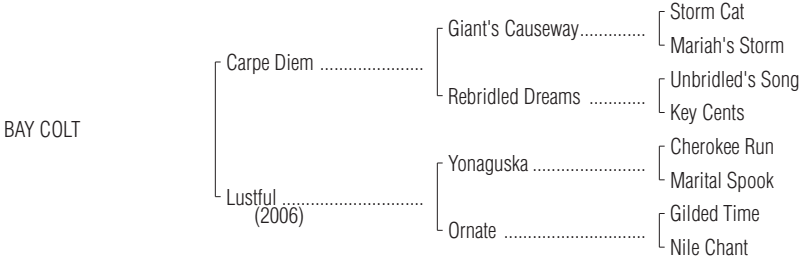 Storm Cat
Giant's Causeway..............
Mariah's Storm
Carpe Diem .......................
Unbridled's Song
Rebridled Dreams ............
Key Cents
BAY COLT
Cherokee Run
Yonaguska ........................
Marital Spook
Lustful ...............................
(2006)
Gilded Time
Ornate ...............................
Nile Chant